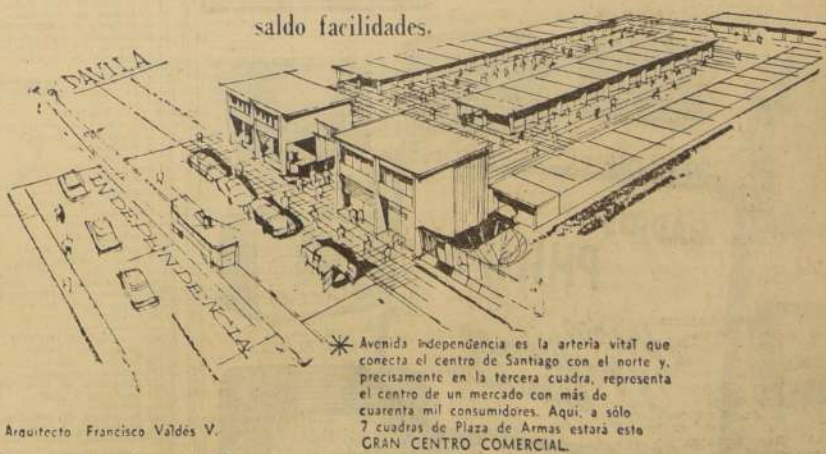 saldo facilidades.
DAVILA
INDEPENDENCIA
✳ Avenida Independencia es la arteria vital que
conecta el centro de Santiago con el norte y,
precisamente en la tercera cuadra, representa
el centro de un mercado con más de
cuarenta mil consumidores. Aquí, a sólo
7 cuadras de Plaza de Armas estará este
GRAN CENTRO COMERCIAL
Arquitecto Francisco Valdés V.